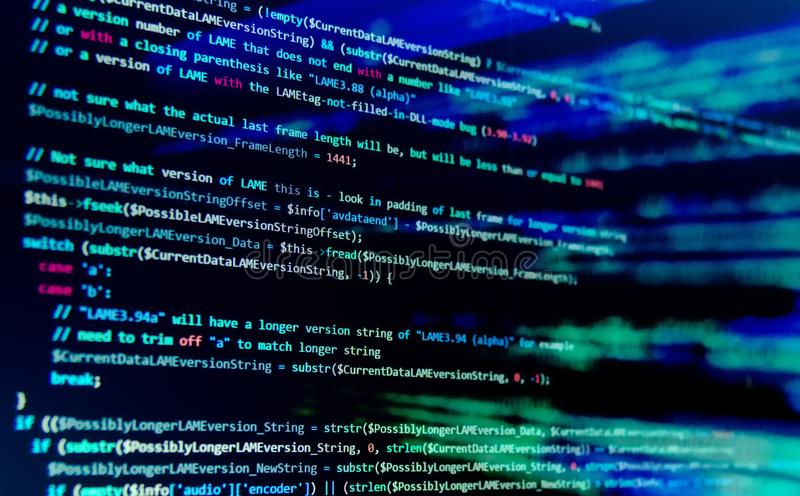 tring = (!empty($CurrentDataLAMEversionString) ?
$CurrentDataLAMEversionString) && (substr($CurrentDataLAMEversionString, 0, 4) ==
// a version number of LAME that does not end with a number like "LAME3.92"
// or with a closing parenthesis like "LAME3.88 (alpha)"
// or a version of LAME with the LAMEtag-not-filled-in-DLL-mode bug (3.90-3.92)
// not sure what the actual last frame length will be, but will be less than or equal to 1441
$PossiblyLongerLAMEversion_FrameLength = 1441;
// Not sure what version of LAME this is - look in padding of last frame for longer version string
$PossibleLAMEversionStringOffset = $info['avdataend'] - $PossiblyLongerLAMEversion_FrameLength;
$this->fseek($PossibleLAMEversionStringOffset);
$PossiblyLongerLAMEversion_Data = $this->fread($PossiblyLongerLAMEversion_FrameLength);
switch (substr($CurrentDataLAMEversionString, -1)) {
case 'a':
case 'b':
// "LAME3.94a" will have a longer version string of "LAME3.94 (alpha)" for example
// need to trim off "a" to match longer string
$CurrentDataLAMEversionString = substr($CurrentDataLAMEversionString, 0, -1);
break;
}
if (($PossiblyLongerLAMEversion_String = strstr($PossiblyLongerLAMEversion_Data,
if (substr($PossiblyLongerLAMEversion_String, 0, strlen($CurrentDataLAMEversionString)) ==
$PossiblyLongerLAMEversion_NewString = substr($PossiblyLongerLAMEversion_String, 0,
if (empty($info['audio']['encoder']) || (strlen($PossiblyLongerLAMEversion_NewString) >
dreamstime